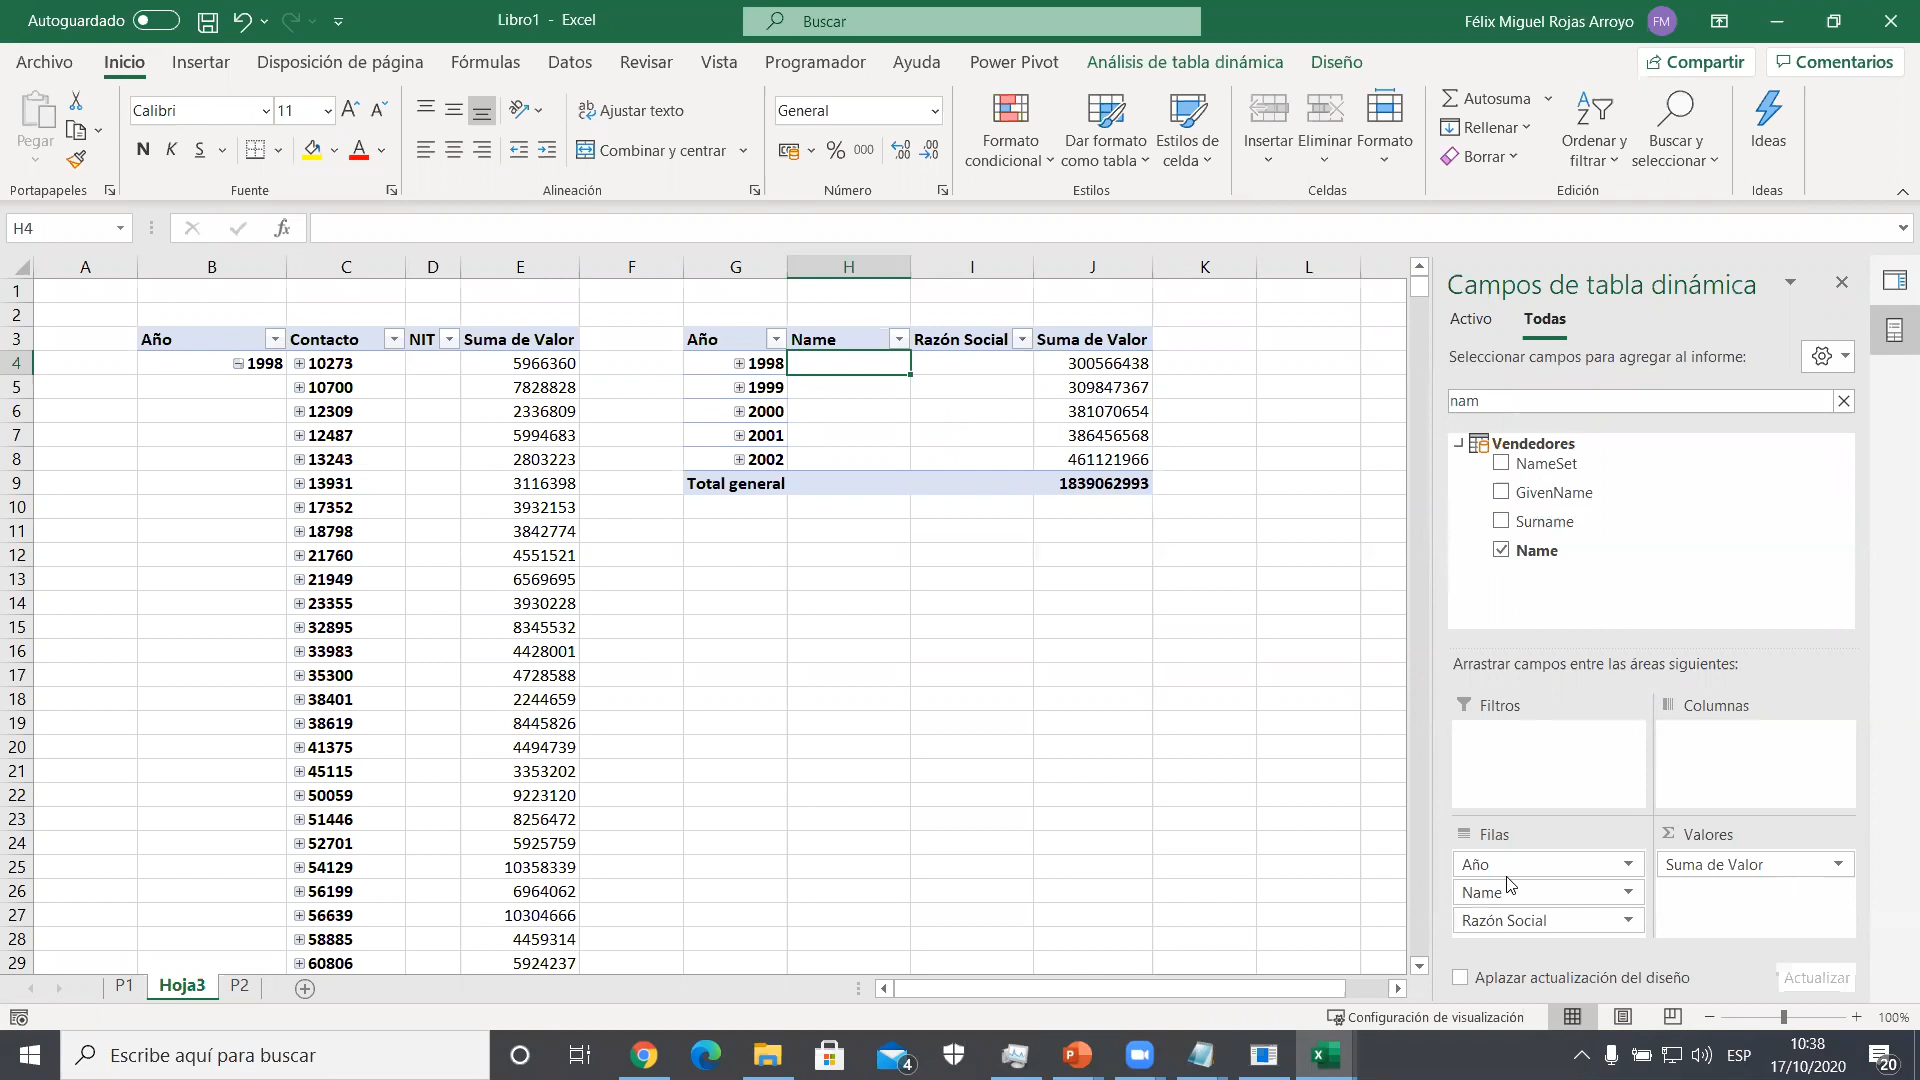 Autoguardado
Libro1 - Excel
Buscar
Félix Miguel Rojas Arroyo
FM
Archivo Inicio Insertar Disposición de página Fórmulas Datos Revisar Vista Programador Ayuda Power Pivot Análisis de tabla dinámica Diseño
Compartir
Comentarios
Pegar
Calibri 11
N K S
Ajustar texto
Combinar y centrar
General
% 000
Formato condicional
Dar formato como tabla
Estilos de celda
Insertar Eliminar Formato
Autosuma
Rellenar
Borrar
Ordenar y filtrar
Buscar y seleccionar
Ideas
Portapapeles Fuente Alineación Número Estilos Celdas Edición Ideas
H4
fx
A B C D E F G H I J K L
1
2
3 Año Contacto NIT Suma de Valor Año Name Razón Social Suma de Valor
4 1998 10273 5966360 1998 300566438
5 10700 7828828 1999 309847367
6 12309 2336809 2000 381070654
7 12487 5994683 2001 386456568
8 13243 2803223 2002 461121966
9 13931 3116398 Total general 1839062993
10 17352 3932153
11 18798 3842774
12 21760 4551521
13 21949 6569695
14 23355 3930228
15 32895 8345532
16 33983 4428001
17 35300 4728588
18 38401 2244659
19 38619 8445826
20 41375 4494739
21 45115 3353202
22 50059 9223120
23 51446 8256472
24 52701 5925759
25 54129 10358339
26 56199 6964062
27 56639 10304666
28 58885 4459314
29 60806 5924237
P1 Hoja3 P2
Campos de tabla dinámica
Activo Todas
Seleccionar campos para agregar al informe:
nam
Vendedores
NameSet
GivenName
Surname
Name
Arrastrar campos entre las áreas siguientes:
Filtros
Columnas
Filas
Valores
Año
Suma de Valor
Name
Razón Social
Aplazar actualización del diseño
Actualizar
Configuración de visualización
100%
Escribe aquí para buscar
4
ESP
10:38
17/10/2020
20